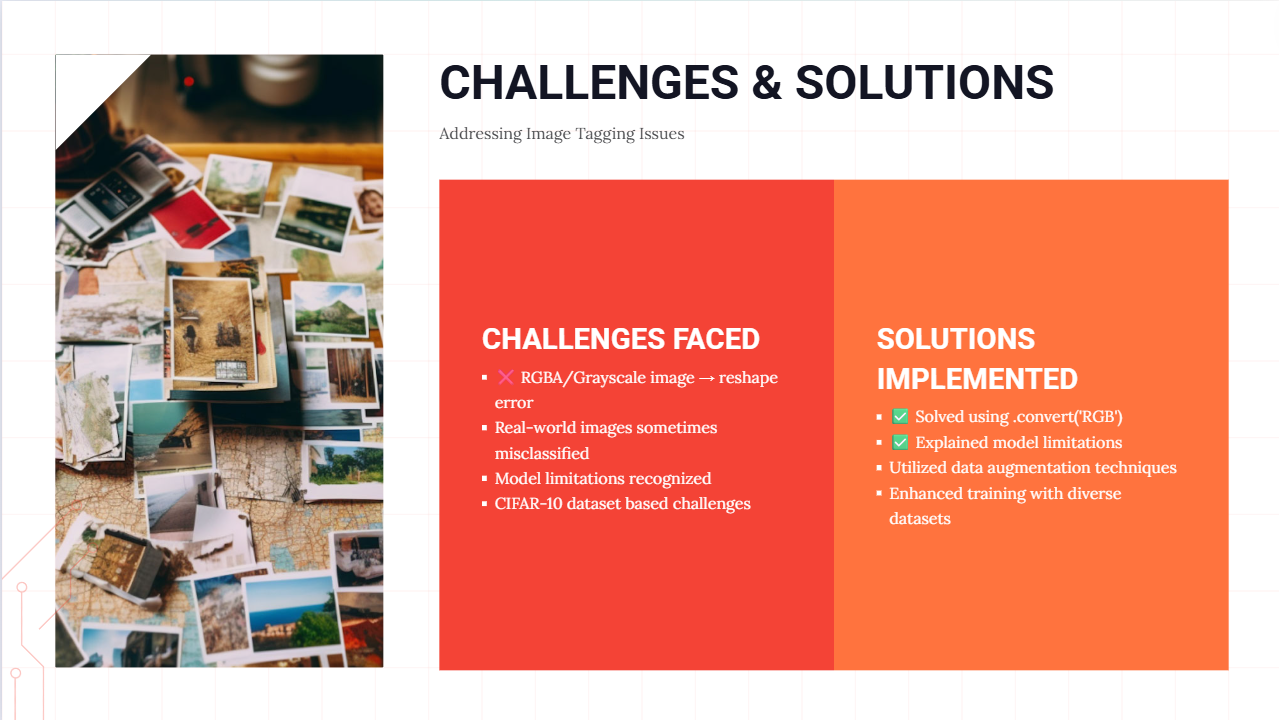 CHALLENGES & SOLUTIONS
Addressing Image Tagging Issues
CHALLENGES FACED
▪ ❌ RGBA/Grayscale image → reshape
error
▪ Real-world images sometimes
misclassified
▪ Model limitations recognized
▪ CIFAR-10 dataset based challenges
SOLUTIONS
IMPLEMENTED
▪ ✅ Solved using .convert('RGB')
▪ ✅ Explained model limitations
▪ Utilized data augmentation techniques
▪ Enhanced training with diverse
datasets